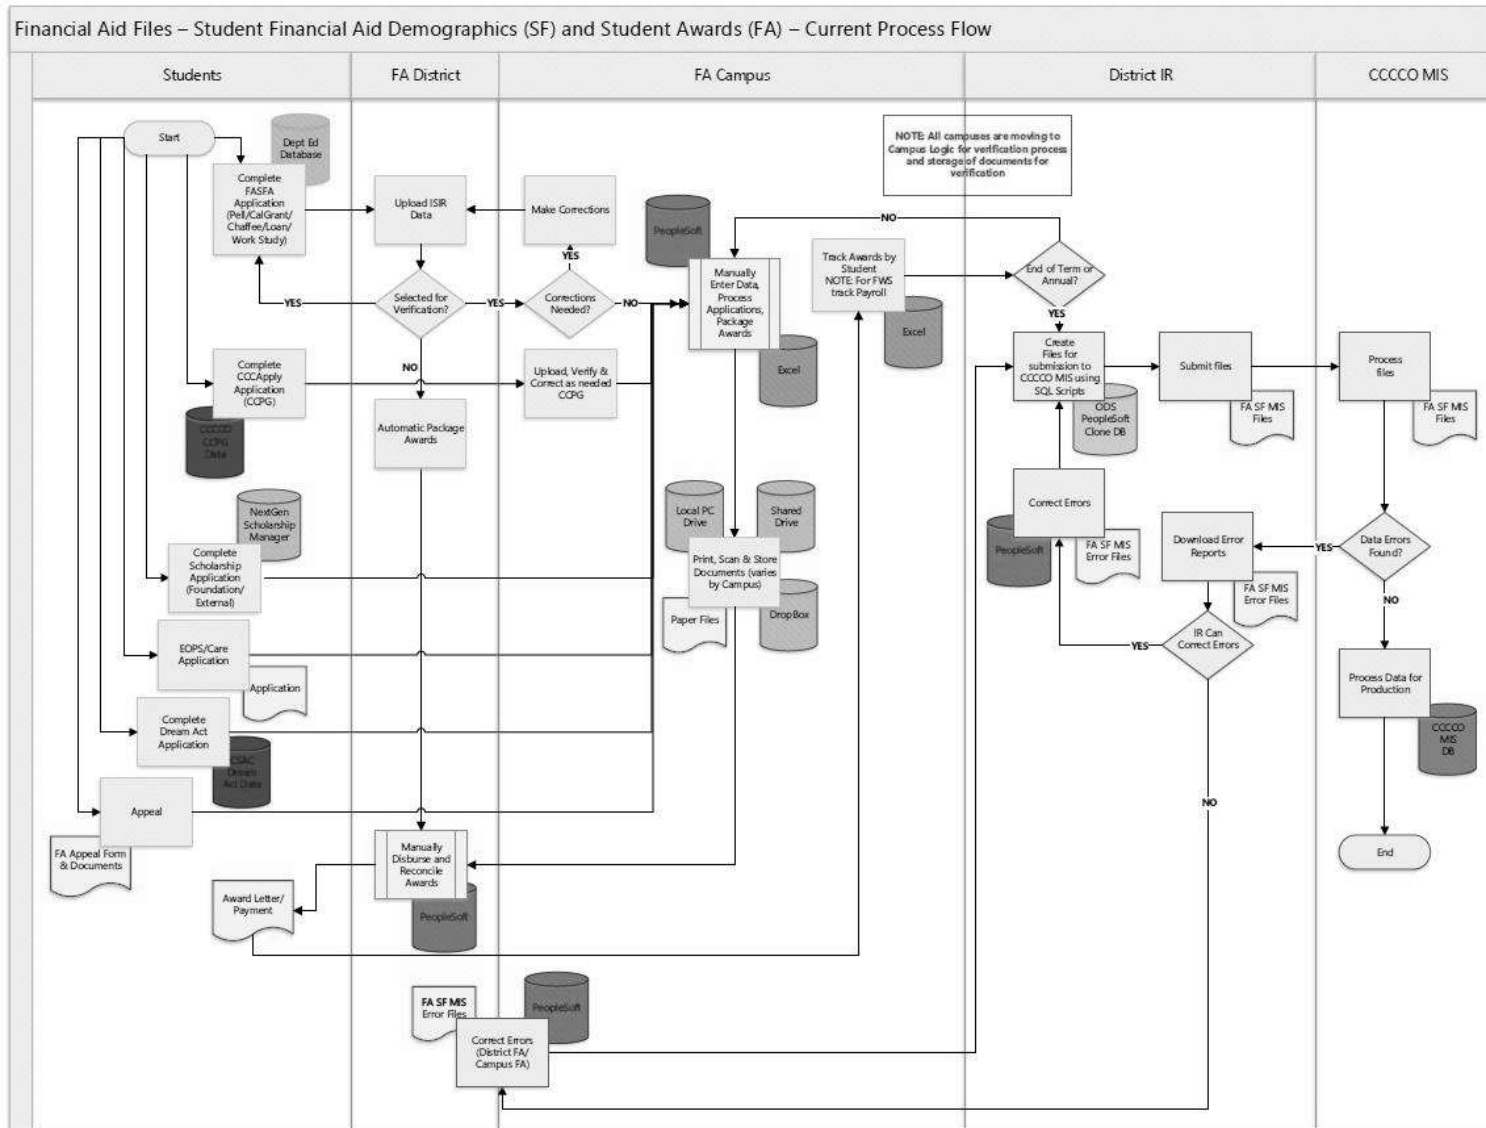 Financial Aid Files – Student Financial Aid Demographics (SF) and Student Awards (FA) – Current Process Flow
Students
FA District
FA Campus
District IR
CCCCO MIS
Start
Dept Ed
Database
Complete
FASFA
Application
(Pell/CalGrant/
Chaffee/Loan/
Work Study)
Upload ISIR
Data
Make Corrections
PeopleSoft
NOTE: All campuses are moving to
Campus Logic for verification process
and storage of documents for
verification
NO
YES
Selected for
Verification?
YES
YES
Corrections
Needed?
NO
Manually
Enter Data,
Process
Applications,
Package
Awards
Excel
Track Awards by
Student
NOTE: For FWS
track Payroll
Excel
End of Term or
Annual?
YES
Create
Files for
submission to
CCCCO MIS using
SQL Scripts
ODS
PeopleSoft
Clone DB
Submit files
FA SF MIS
Files
Process
files
FA SF MIS
Files
NO
Complete
CCCApply
Application
(CCPG)
CCCCO
CCPG
Data
Upload, Verify &
Correct as needed
CCPG
Automatic Package
Awards
NextGen
Scholarship
Manager
Complete
Scholarship
Application
(Foundation/
External)
Local PC
Drive
Shared
Drive
Print, Scan & Store
Documents (varies
by Campus)
Paper Files
DropBox
Correct Errors
PeopleSoft
FA SF MIS
Error Files
Download Error
Reports
FA SF MIS
Error Files
YES
Data Errors
Found?
NO
IR Can
Correct Errors
YES
NO
Process Data for
Production
CCCCO
MIS
DB
End
EOPS/Care
Application
Application
Complete
Dream Act
Application
CSAC
Dream
Act Data
Appeal
FA Appeal Form
& Documents
Manually
Disburse and
Reconcile
Awards
PeopleSoft
Award Letter/
Payment
FA SF MIS
Error Files
PeopleSoft
Correct Errors
(District FA/
Campus FA)